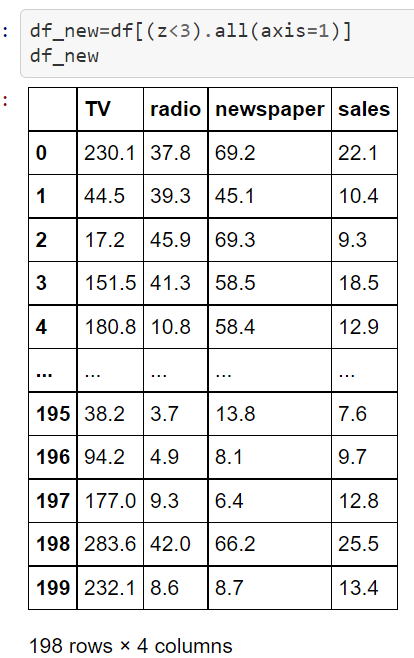 : df_new=df[(z<3).all(axis=1)]
df_new
:
TV radio newspaper sales
0 230.1 37.8 69.2 22.1
1 44.5 39.3 45.1 10.4
2 17.2 45.9 69.3 9.3
3 151.5 41.3 58.5 18.5
4 180.8 10.8 58.4 12.9
... ... ... ... ...
195 38.2 3.7 13.8 7.6
196 94.2 4.9 8.1 9.7
197 177.0 9.3 6.4 12.8
198 283.6 42.0 66.2 25.5
199 232.1 8.6 8.7 13.4
198 rows × 4 columns